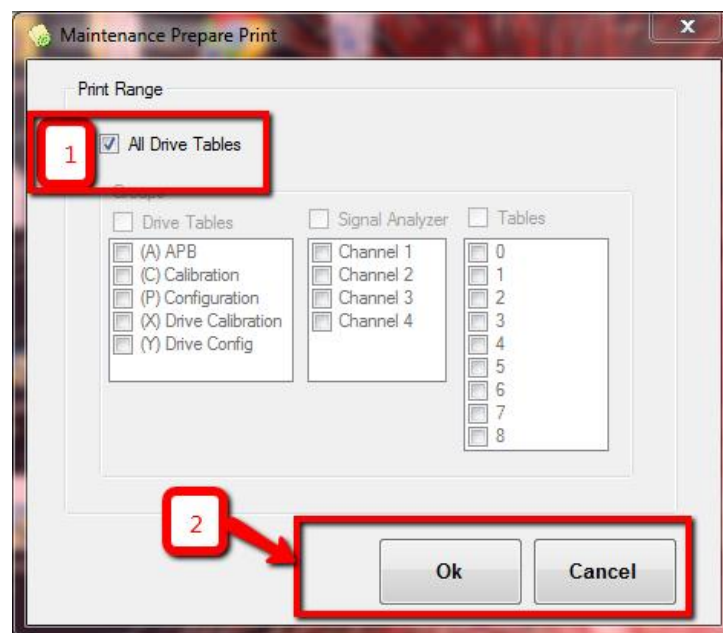 Maintenance Prepare Print
x
Print Range
1
All Drive Tables
Groups
Drive Tables
(A) APB
(C) Calibration
(P) Configuration
(X) Drive Calibration
(Y) Drive Config
Signal Analyzer
Channel 1
Channel 2
Channel 3
Channel 4
Tables
0
1
2
3
4
5
6
7
8
2
Ok
Cancel